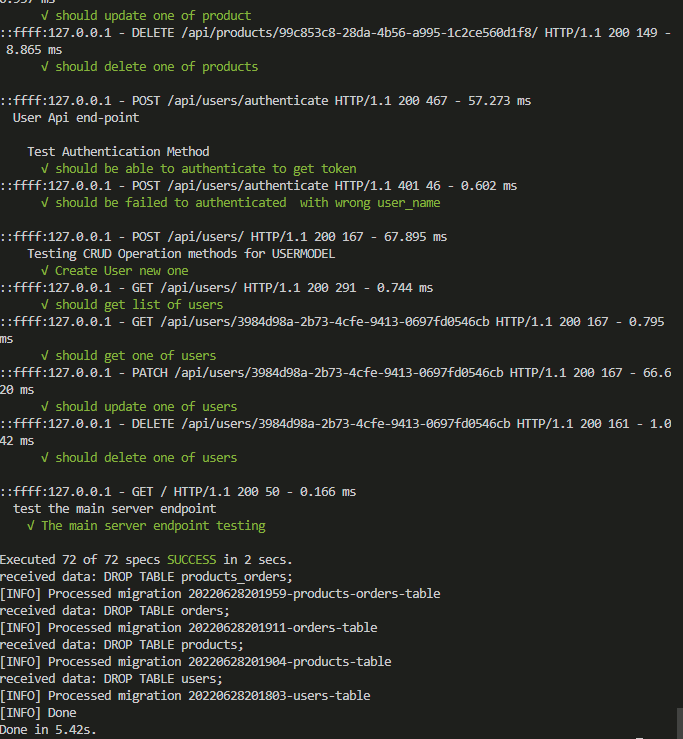 ms
√ should update one of product
::ffff:127.0.0.1 - DELETE /api/products/99c853c8-28da-4b56-a995-1c2ce560d1f8/ HTTP/1.1 200 149 -
8.865 ms
√ should delete one of products
::ffff:127.0.0.1 - POST /api/users/authenticate HTTP/1.1 200 467 - 57.273 ms
User Api end-point
Test Authentication Method
√ should be able to authenticate to get token
::ffff:127.0.0.1 - POST /api/users/authenticate HTTP/1.1 401 46 - 0.602 ms
√ should be failed to authenticated  with wrong user_name
::ffff:127.0.0.1 - POST /api/users/ HTTP/1.1 200 167 - 67.895 ms
Testing CRUD Operation methods for USERMODEL
√ Create User new one
::ffff:127.0.0.1 - GET /api/users/ HTTP/1.1 200 291 - 0.744 ms
√ should get list of users
::ffff:127.0.0.1 - GET /api/users/3984d98a-2b73-4cfe-9413-0697fd0546cb HTTP/1.1 200 167 - 0.795
ms
√ should get one of users
::ffff:127.0.0.1 - PATCH /api/users/3984d98a-2b73-4cfe-9413-0697fd0546cb HTTP/1.1 200 167 - 66.6
20 ms
√ should update one of users
::ffff:127.0.0.1 - DELETE /api/users/3984d98a-2b73-4cfe-9413-0697fd0546cb HTTP/1.1 200 161 - 1.0
42 ms
√ should delete one of users
::ffff:127.0.0.1 - GET / HTTP/1.1 200 50 - 0.166 ms
test the main server endpoint
√ The main server endpoint testing
Executed 72 of 72 specs SUCCESS in 2 secs.
received data: DROP TABLE products_orders;
[INFO] Processed migration 20220628201959-products-orders-table
received data: DROP TABLE orders;
[INFO] Processed migration 20220628201911-orders-table
received data: DROP TABLE products;
[INFO] Processed migration 20220628201904-products-table
received data: DROP TABLE users;
[INFO] Processed migration 20220628201803-users-table
[INFO] Done
Done in 5.42s.